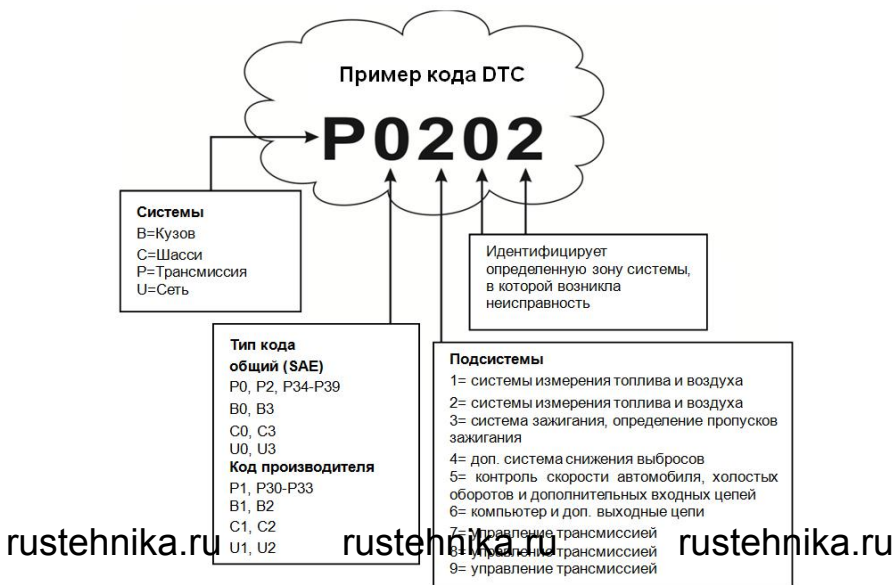 Пример кода DTC
P0202
Системы
B=Кузов
C=Шасси
P=Трансмиссия
U=Сеть
Идентифицирует
определенную зону системы,
в которой возникла
неисправность
Тип кода
общий (SAE)
P0, P2, P34-P39
B0, B3
C0, C3
U0, U3
Код производителя
P1, P30-P33
B1, B2
C1, C2
U1, U2
Подсистемы
1= системы измерения топлива и воздуха
2= системы измерения топлива и воздуха
3= система зажигания, определение пропусков
зажигания
4= доп. система снижения выбросов
5= контроль скорости автомобиля, холостых
оборотов и дополнительных входных цепей
6= компьютер и доп. выходные цепи
7= управление трансмиссией
8= управление трансмиссией
9= управление трансмиссией
rustehnika.ru rustehnika.ru rustehnika.ru